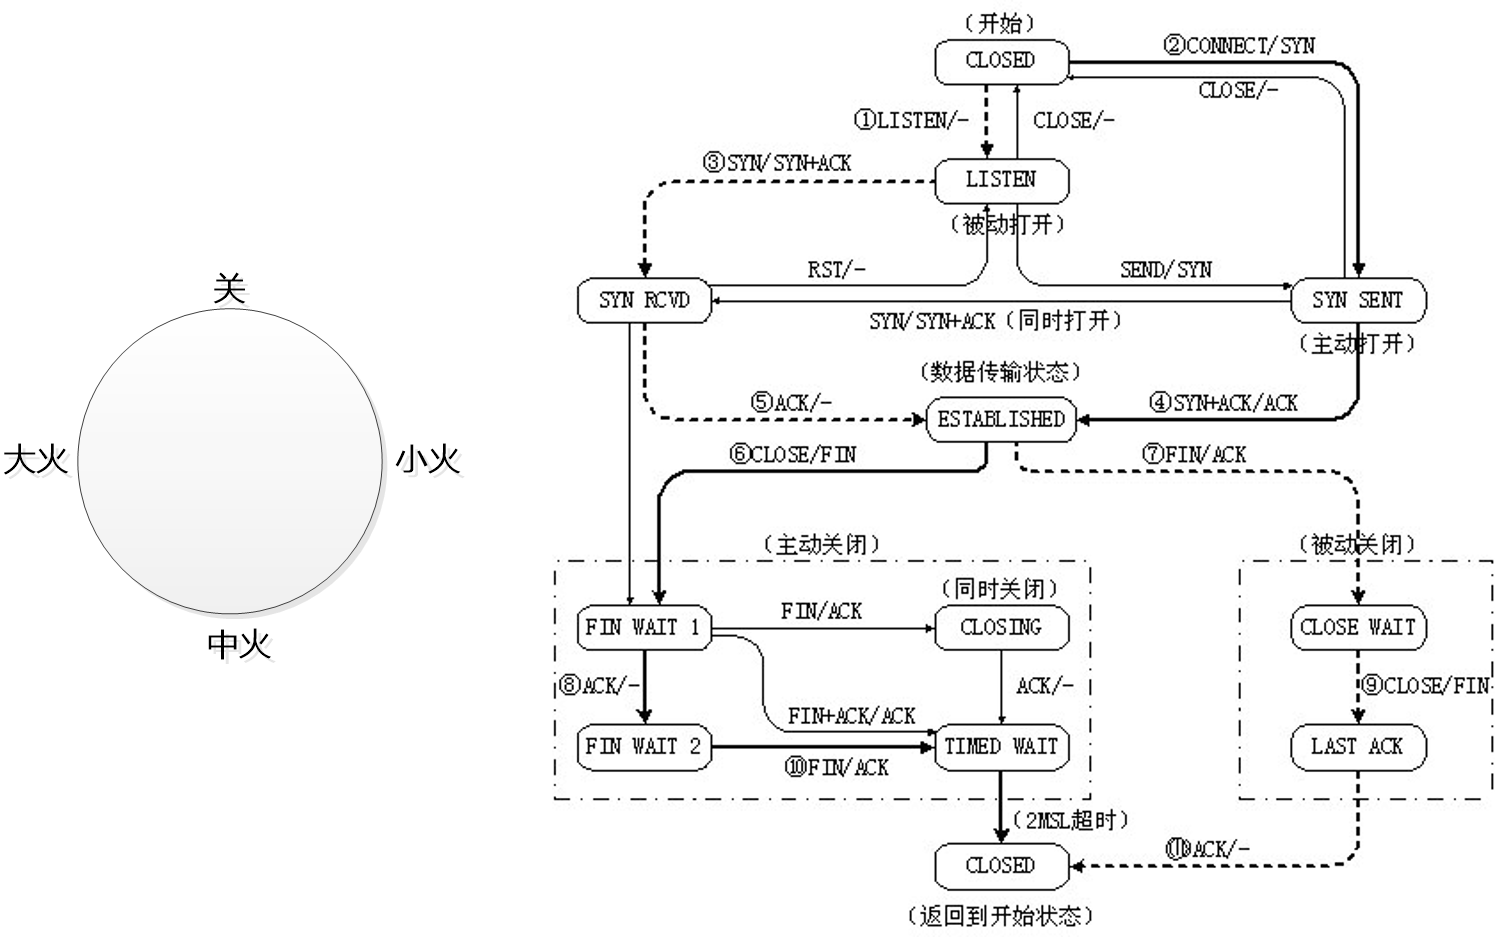 关
大火
小火
中火
(开始)
CLOSED
②CONNECT/SYN
CLOSE/-
①LISTEN/-
CLOSE/-
③SYN/SYN+ACK
LISTEN
(被动打开)
RST/-
SEND/SYN
SYN RCVD
SYN SENT
SYN/SYN+ACK(同时打开)
(主动打开)
(数据传输状态)
⑤ACK/-
④SYN+ACK/ACK
ESTABLISHED
⑥CLOSE/FIN
⑦FIN/ACK
(主动关闭)
(被动关闭)
(同时关闭)
FIN WAIT 1
FIN/ACK
CLOSING
CLOSE WAIT
⑧ACK/-
ACK/-
⑨CLOSE/FIN
FIN+ACK/ACK
FIN WAIT 2
TIMED WAIT
LAST ACK
⑩FIN/ACK
(2MSL超时)
⑪ACK/-
CLOSED
(返回到开始状态)